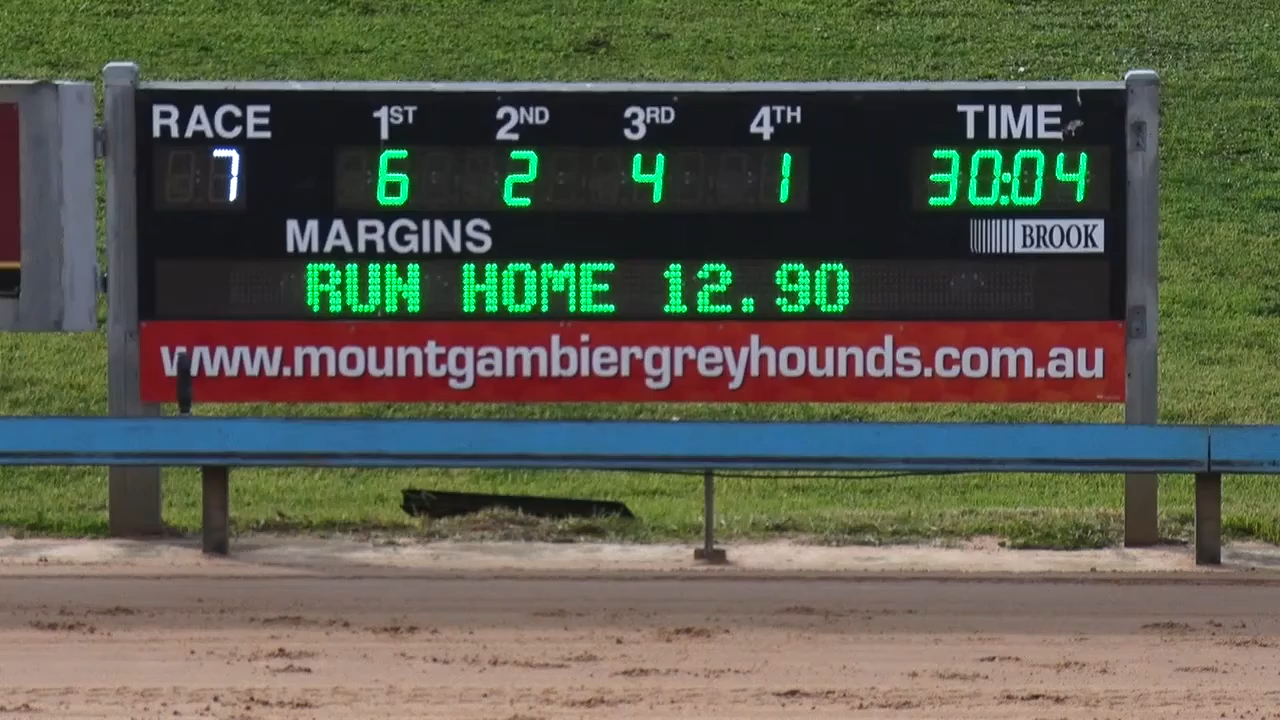 RACE 1ST 2ND 3RD 4TH TIME
7 6 2 4 1 30:04
MARGINS BROOK
RUN HOME 12.90
www.mountgambiergreyhounds.com.au